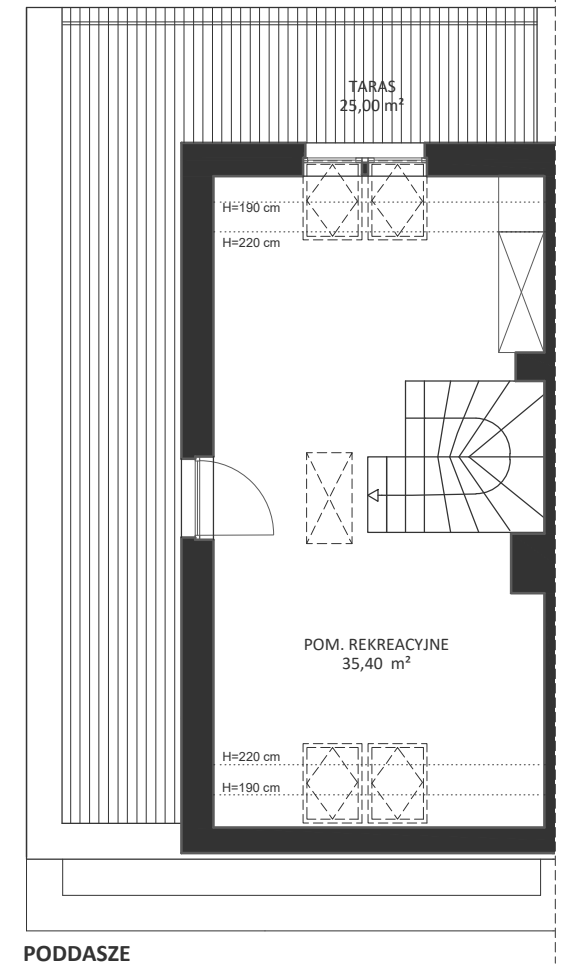 TARAS
25,00 m²
H=190 cm
H=220 cm
POM. REKREACYJNE
35,40 m²
H=220 cm
H=190 cm
PODDASZE